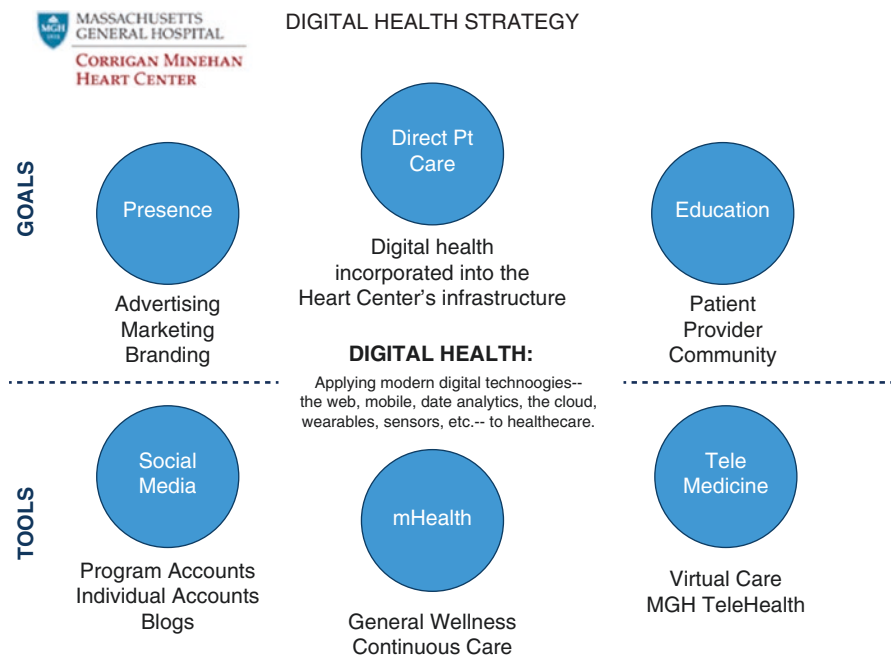 MASSACHUSETTS
GENERAL HOSPITAL
MGH
1811
CORRIGAN MINEHAN
HEART CENTER
DIGITAL HEALTH STRATEGY
GOALS
Presence
Advertising
Marketing
Branding
Direct Pt
Care
Digital health
incorporated into the
Heart Center's infrastructure
Education
Patient
Provider
Community
DIGITAL HEALTH:
Applying modern digital technoogies--
the web, mobile, date analytics, the cloud,
wearables, sensors, etc.-- to healthecare.
TOOLS
Social
Media
Program Accounts
Individual Accounts
Blogs
mHealth
General Wellness
Continuous Care
Tele
Medicine
Virtual Care
MGH TeleHealth